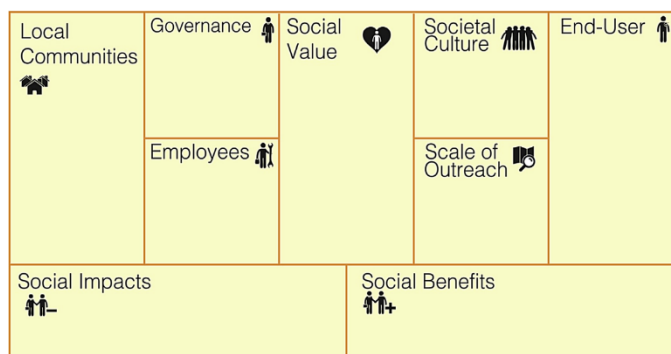 Local
Communities
Governance
Employees
Social
Value
Societal
Culture
Scale of
Outreach
End-User
Social Impacts
Social Benefits